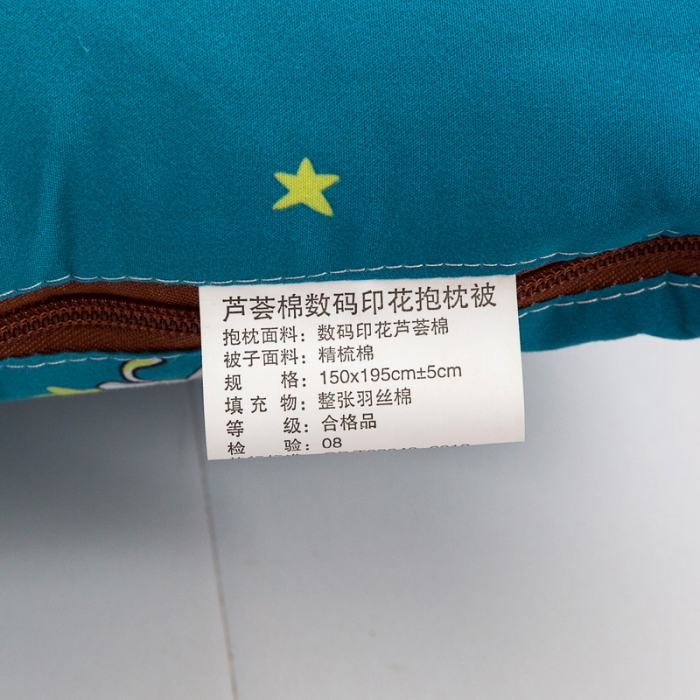 芦荟棉数码印花抱枕被
抱枕面料：数码印花芦荟棉
被子面料：精梳棉
规 格：150x195cm±5cm
填 充 物：整张羽丝棉
等 级：合格品
检 验：08